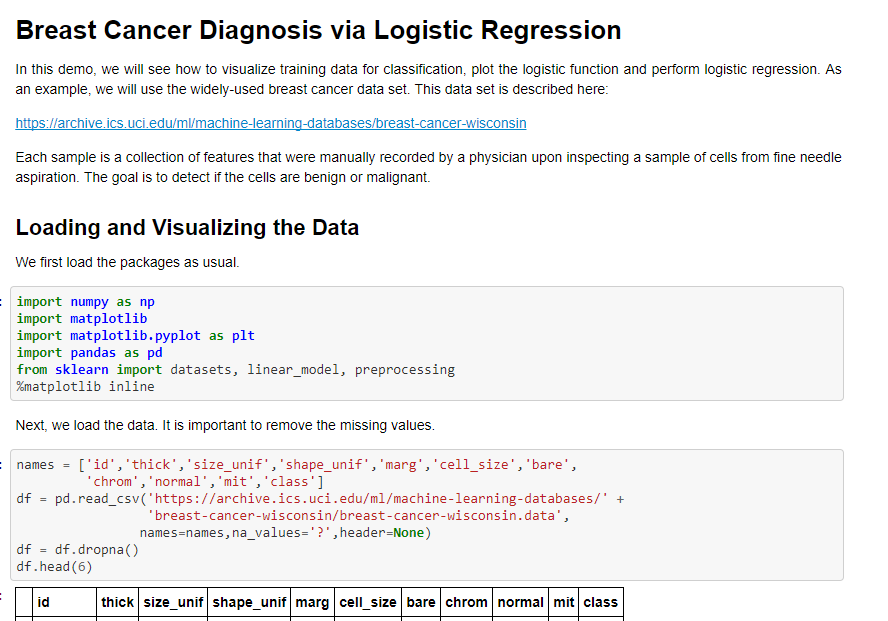 Breast Cancer Diagnosis via Logistic Regression
In this demo, we will see how to visualize training data for classification, plot the logistic function and perform logistic regression. As
an example, we will use the widely-used breast cancer data set. This data set is described here:
https://archive.ics.uci.edu/ml/machine-learning-databases/breast-cancer-wisconsin
Each sample is a collection of features that were manually recorded by a physician upon inspecting a sample of cells from fine needle
aspiration. The goal is to detect if the cells are benign or malignant.
Loading and Visualizing the Data
We first load the packages as usual.
import numpy as np
import matplotlib
import matplotlib.pyplot as plt
import pandas as pd
from sklearn import datasets, linear_model, preprocessing
%matplotlib inline
Next, we load the data. It is important to remove the missing values.
names = ['id','thick','size_unif','shape_unif','marg','cell_size','bare',
         'chrom','normal','mit','class']
df = pd.read_csv('https://archive.ics.uci.edu/ml/machine-learning-databases/' +
                 'breast-cancer-wisconsin/breast-cancer-wisconsin.data',
                names=names,na_values='?',header=None)
df = df.dropna()
df.head(6)
id thick size_unif shape_unif marg cell_size bare chrom normal mit class